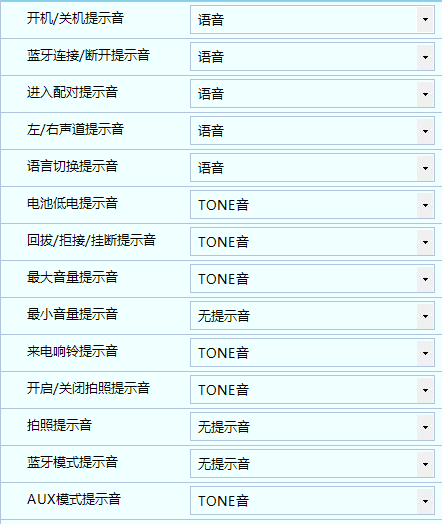 开机/关机提示音 语音
蓝牙连接/断开提示音 语音
进入配对提示音 语音
左/右声道提示音 语音
语言切换提示音 语音
电池低电提示音 TONE音
回拔/拒接/挂断提示音 TONE音
最大音量提示音 TONE音
最小音量提示音 无提示音
来电响铃提示音 TONE音
开启/关闭拍照提示音 TONE音
拍照提示音 无提示音
蓝牙模式提示音 无提示音
AUX模式提示音 TONE音